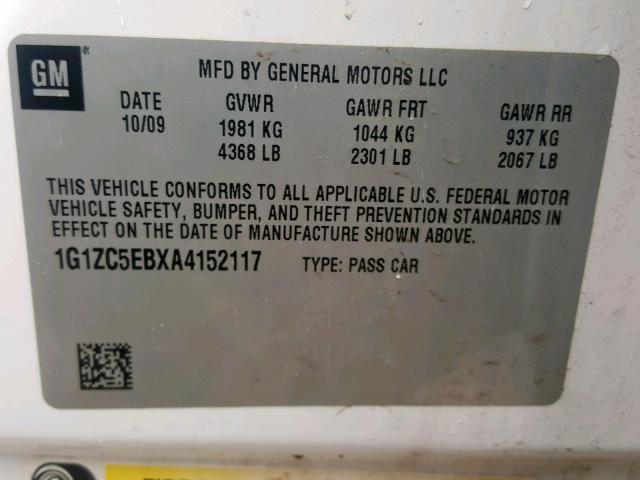 GM
MFD BY GENERAL MOTORS LLC
DATE GVWR GAWR FRT GAWR RR
10/09 1981 KG 1044 KG 937 KG
4368 LB 2301 LB 2067 LB
THIS VEHICLE CONFORMS TO ALL APPLICABLE U.S. FEDERAL MOTOR
VEHICLE SAFETY, BUMPER, AND THEFT PREVENTION STANDARDS IN
EFFECT ON THE DATE OF MANUFACTURE SHOWN ABOVE.
1G1ZC5EBXA4152117 TYPE: PASS CAR